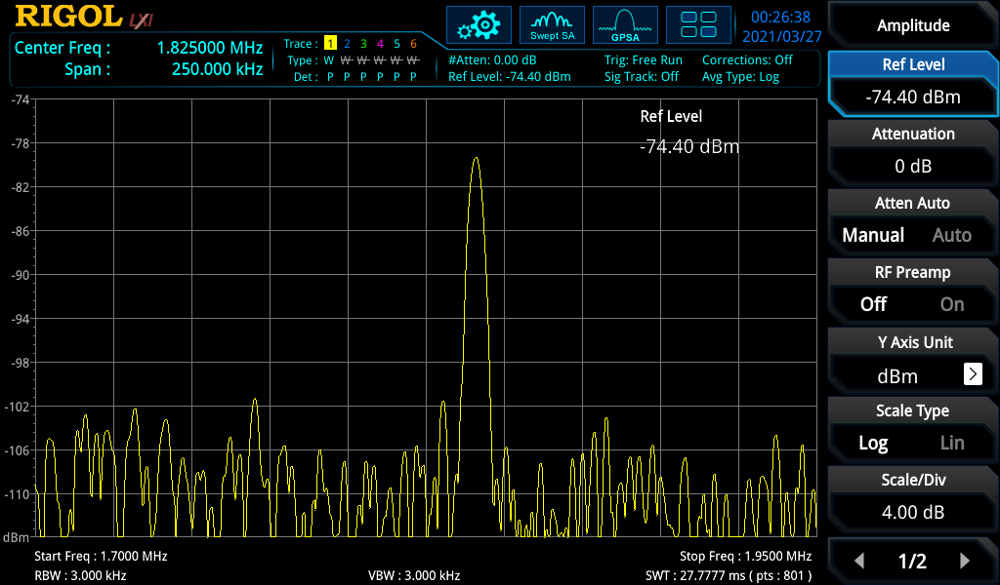 RIGOL LXI
Center Freq : 1.825000 MHz
Span : 250.000 kHz
Trace : 1 2 3 4 5 6
Type : W W W W W W
Det : P P P P P P
Swept SA
GPSA
00:26:38
2021/03/27
#Atten: 0.00 dB
Ref Level: -74.40 dBm
Trig: Free Run
Sig Track: Off
Corrections: Off
Avg Type: Log
Ref Level
-74.40 dBm
-74
-78
-82
-86
-90
-94
-98
-102
-106
-110
dBm
Start Freq : 1.7000 MHz
Stop Freq : 1.9500 MHz
RBW : 3.000 kHz
VBW : 3.000 kHz
SWT : 27.7777 ms ( pts : 801 )
Amplitude
Ref Level
-74.40 dBm
Attenuation
0 dB
Atten Auto
Manual Auto
RF Preamp
Off On
Y Axis Unit
dBm >
Scale Type
Log Lin
Scale/Div
4.00 dB
1/2